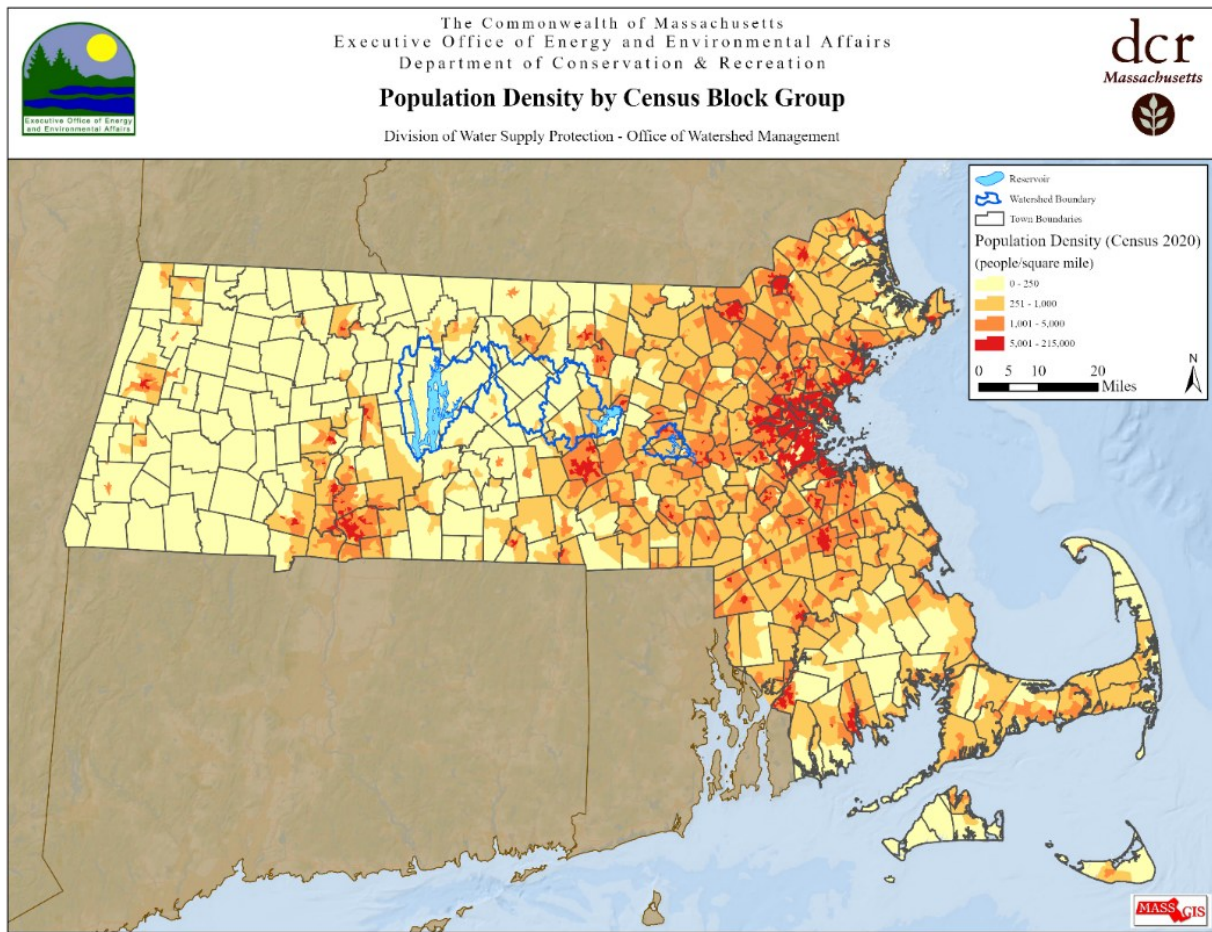 The Commonwealth of Massachusetts
Executive Office of Energy and Environmental Affairs
Department of Conservation & Recreation
Population Density by Census Block Group
Division of Water Supply Protection - Office of Watershed Management
Executive Office of Energy
and Environmental Affairs
dcr
Massachusetts
Reservoir
Watershed Boundary
Town Boundaries
Population Density (Census 2020)
(people/square mile)
0 - 250
251 - 1,000
1,001 - 5,000
5,001 - 215,000
0 5 10 20
Miles
N
MASS GIS